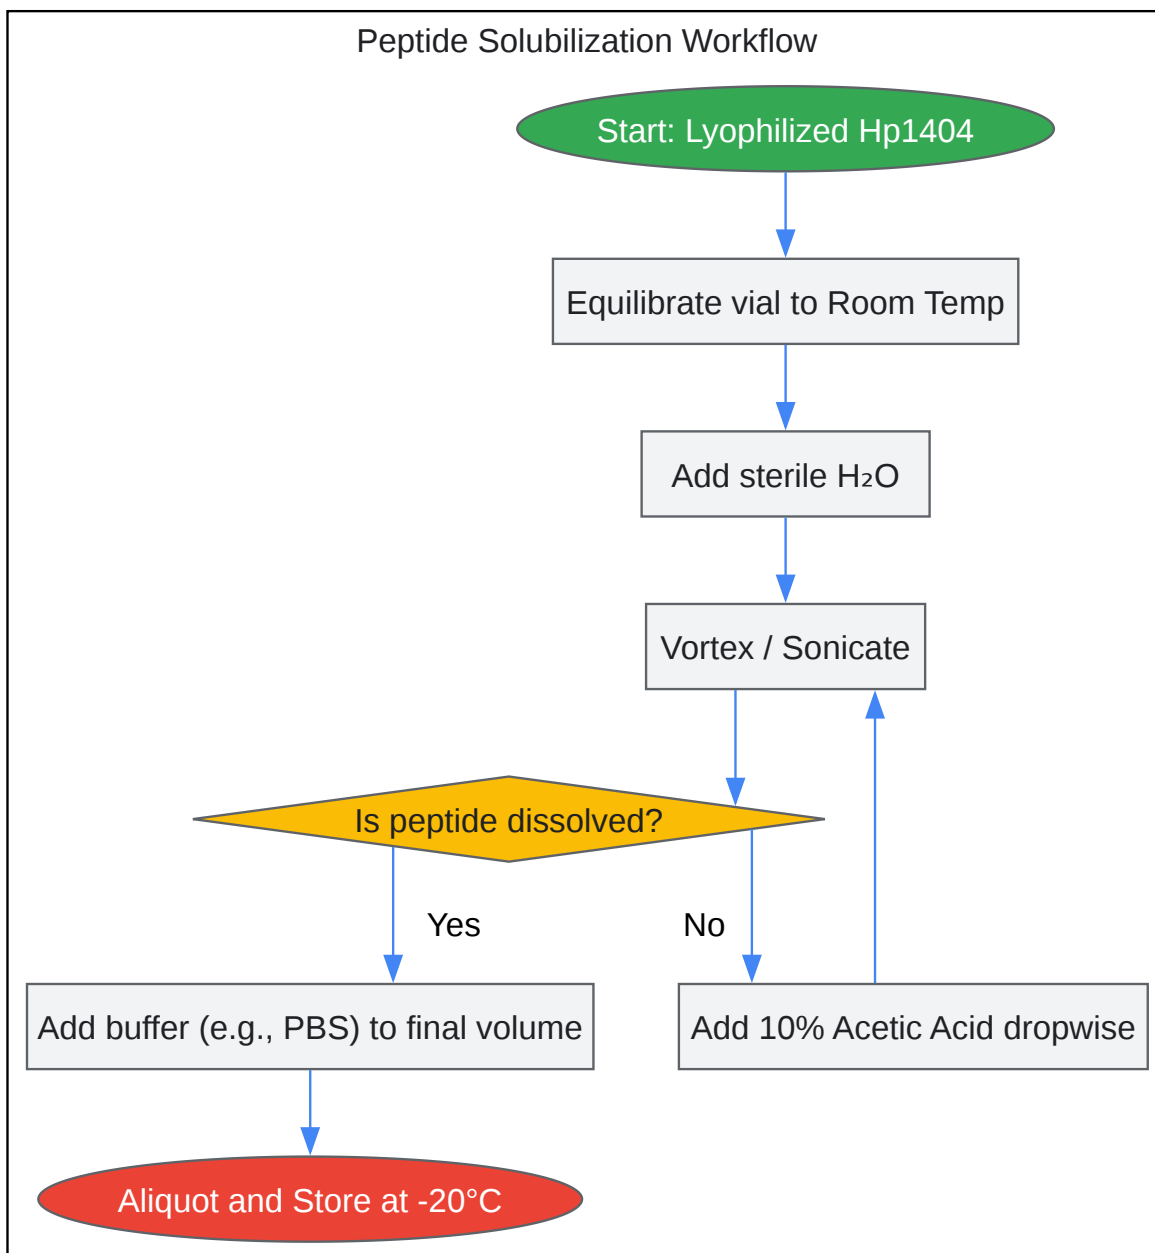 Peptide Solubilization Workflow
Start: Lyophilized Hp1404
Equilibrate vial to Room Temp
Add sterile H₂O
Vortex / Sonicate
Is peptide dissolved?
Yes
No
Add buffer (e.g., PBS) to final volume
Add 10% Acetic Acid dropwise
Aliquot and Store at -20°C